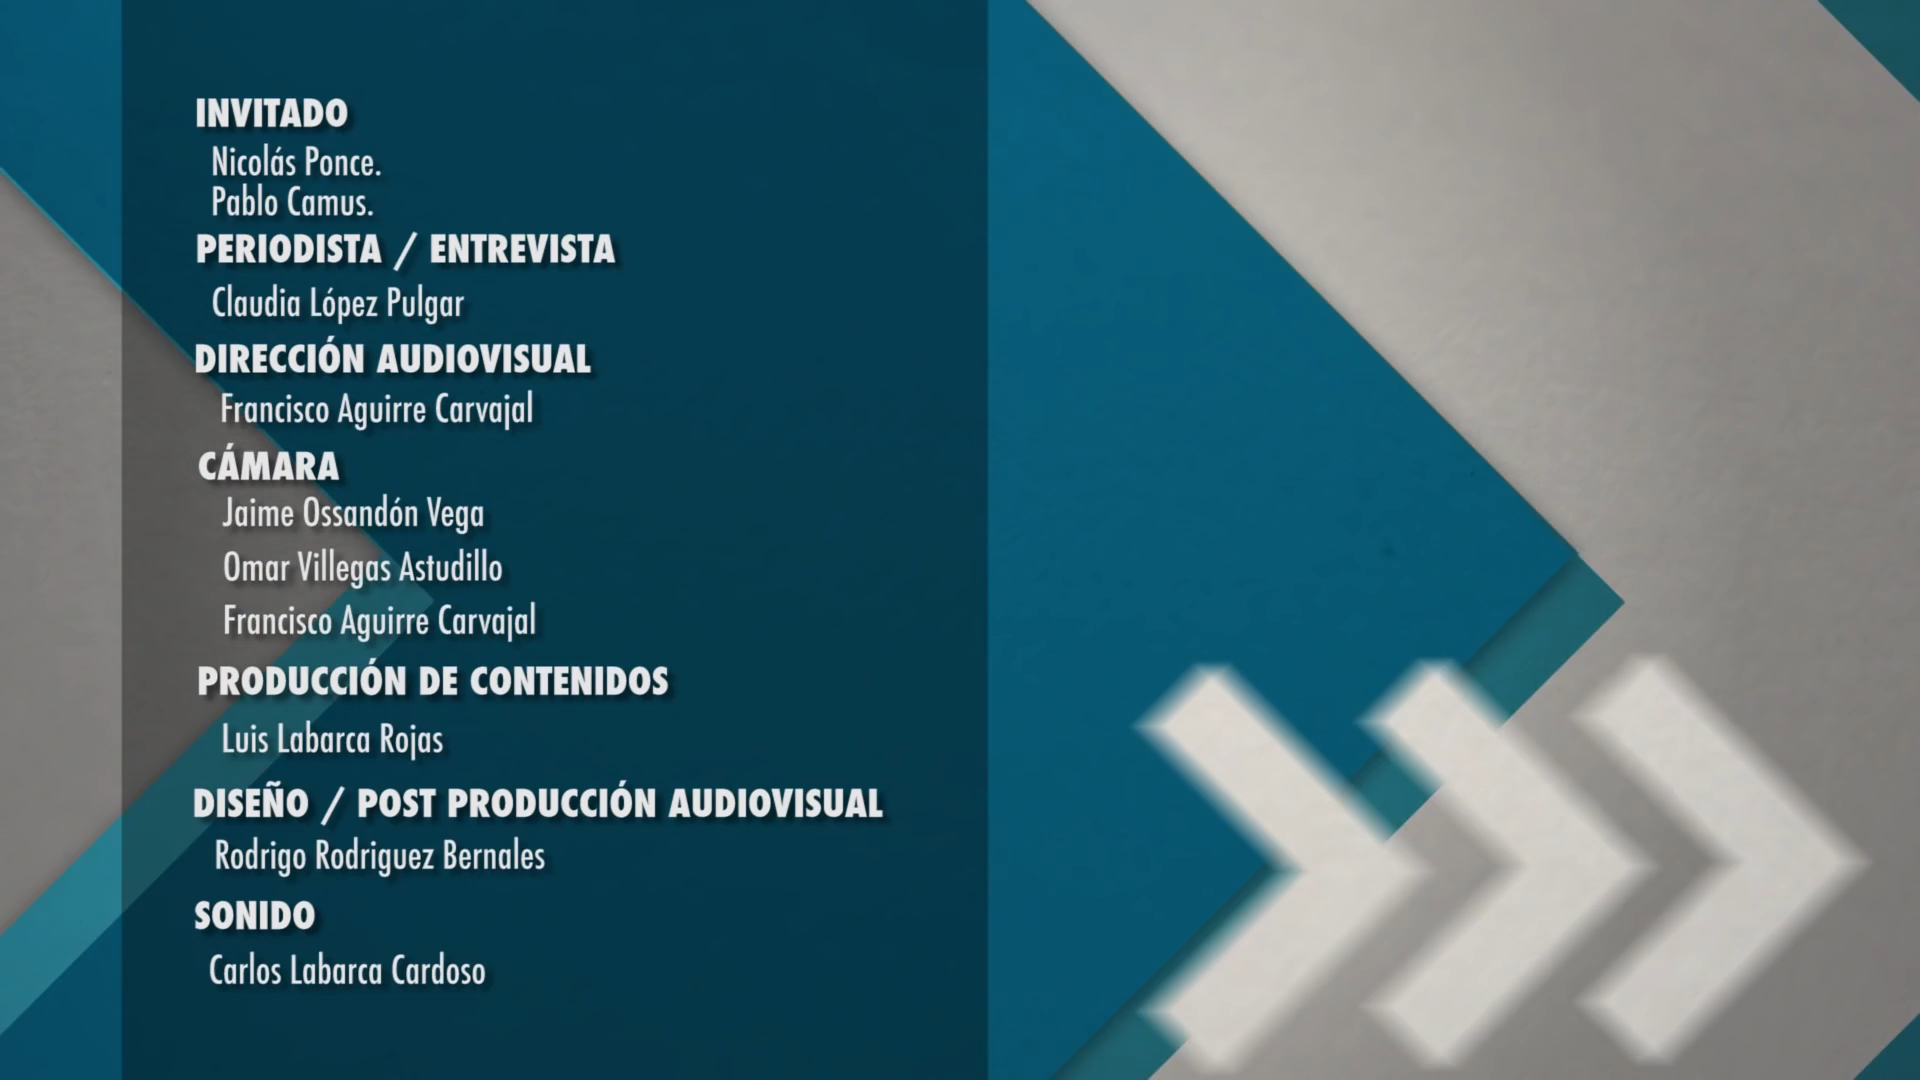 INVITADO
Nicolás Ponce.
Pablo Camus.
PERIODISTA / ENTREVISTA
Claudia López Pulgar
DIRECCIÓN AUDIOVISUAL
Francisco Aguirre Carvajal
CÁMARA
Jaime Ossandón Vega
Omar Villegas Astudillo
Francisco Aguirre Carvajal
PRODUCCIÓN DE CONTENIDOS
Luis Labarca Rojas
DISEÑO / POST PRODUCCIÓN AUDIOVISUAL
Rodrigo Rodriguez Bernales
SONIDO
Carlos Labarca Cardoso